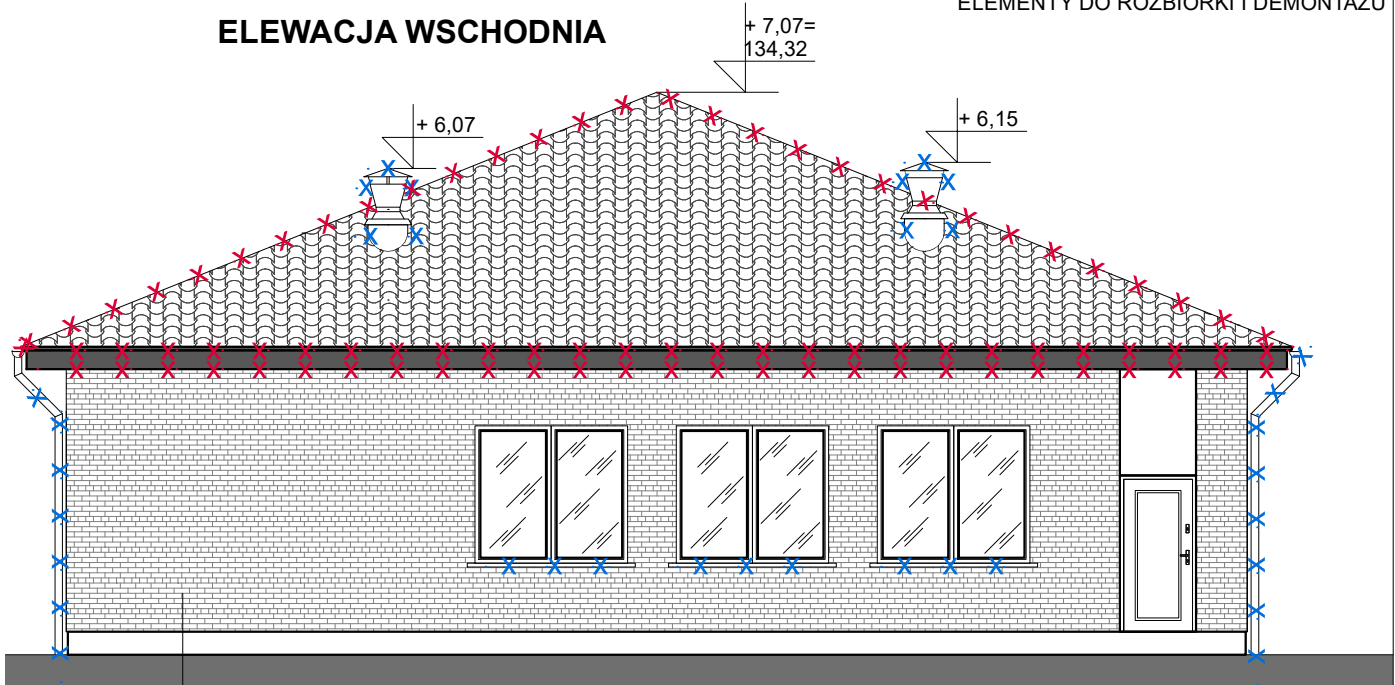 ELEMENTY DO ROZBIÓRKI I DEMONTAŻU
ELEWACJA WSCHODNIA
+ 7,07=
134,32
+ 6,07
+ 6,15